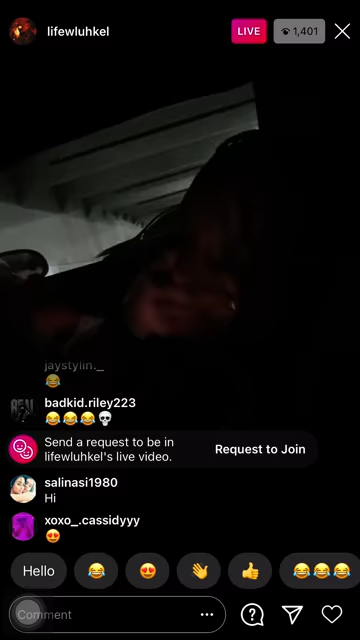 lifewluhkel
LIVE
1,401
jaystylin._
😂
badkid.riley223
😂😂😂💀
Send a request to be in
lifewluhkel's live video.
Request to Join
salinasi1980
Hi
xoxo_.cassidyyy
😍
Hello 😂 😍 👋 👍 😂😂😂
Comment